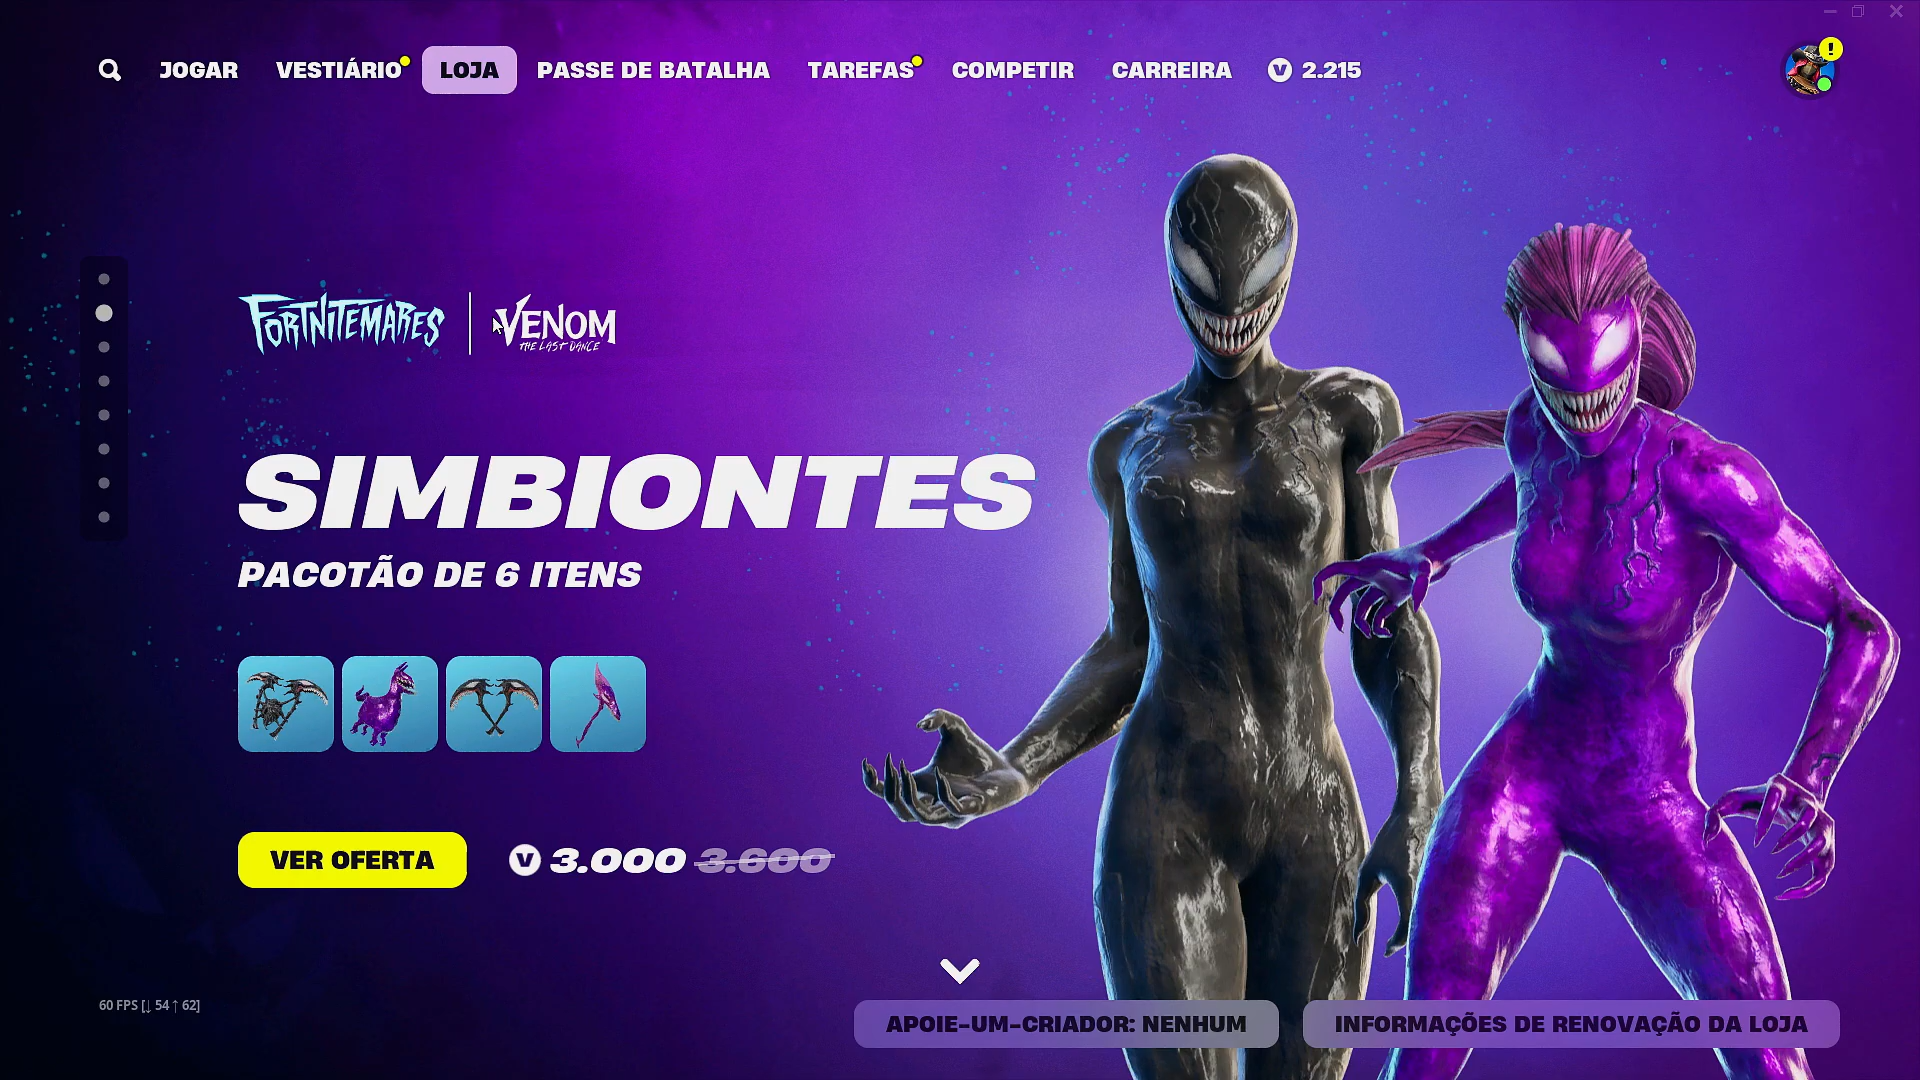 JOGAR VESTIÁRIO LOJA PASSE DE BATALHA TAREFAS COMPETIR CARREIRA V 2.215
!
FORTNITEMARES VENOM
THE LAST DANCE
SIMBIONTES
PACOTÃO DE 6 ITENS
VER OFERTA V 3.000 3.600
60 FPS [↓ 54 ↑ 62]
APOIE-UM-CRIADOR: NENHUM INFORMAÇÕES DE RENOVAÇÃO DA LOJA